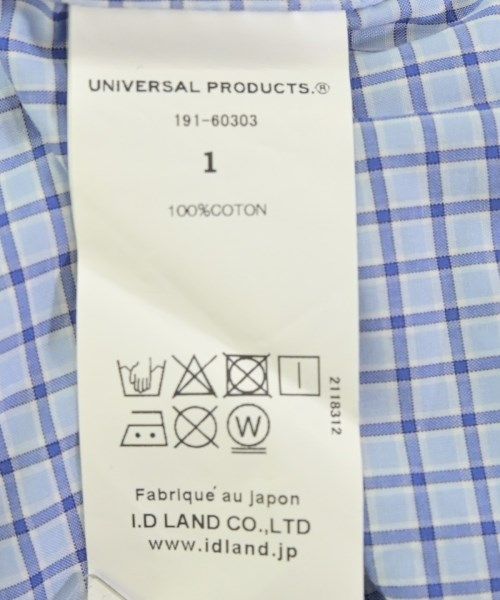 UNIVERSAL PRODUCTS.®
191-60303
1
100%COTON
2118312
W
Fabriqué au Japon
I.D LAND CO.,LTD
www.idland.jp